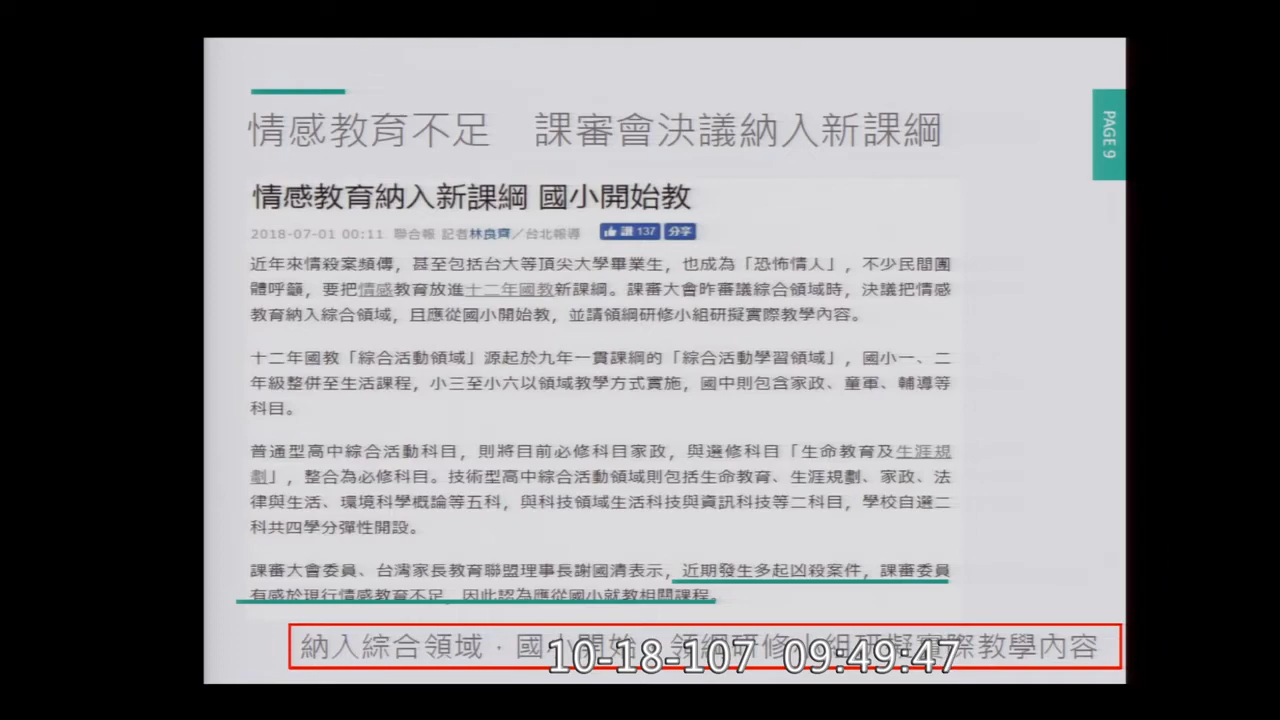 情感教育不足 課審會決議納入新課綱
PAGE 9
情感教育納入新課綱 國小開始教
2018-07-01 00:11 聯合報 記者林良齊／台北報導 讚 137 分享
近年來情殺案頻傳，甚至包括台大等頂尖大學畢業生，也成為「恐怖情人」，不少民間團
體呼籲，要把情感教育放進十二年國教新課綱。課審大會昨審議綜合領域時，決議把情感
教育納入綜合領域，且應從國小開始教，並請領綱研修小組研擬實際教學內容。
十二年國教「綜合活動領域」源起於九年一貫課綱的「綜合活動學習領域」，國小一、二
年級整併至生活課程，小三至小六以領域教學方式實施，國中則包含家政、童軍、輔導等
科目。
普通型高中綜合活動科目，則將目前必修科目家政，與選修科目「生命教育及生涯規
劃」，整合為必修科目。技術型高中綜合活動領域則包括生命教育、生涯規劃、家政、法
律與生活、環境科學概論等五科，與科技領域生活科技與資訊科技等二科目，學校自選二
科共四學分彈性開設。
課審大會委員、台灣家長教育聯盟理事長謝國清表示，近期發生多起凶殺案件，課審委員
有感於現行情感教育不足，因此認為應從國小就教相關課程。
納入綜合領域，國小開始，領綱研修小組研擬實際教學內容
10-18-107 09:49:47